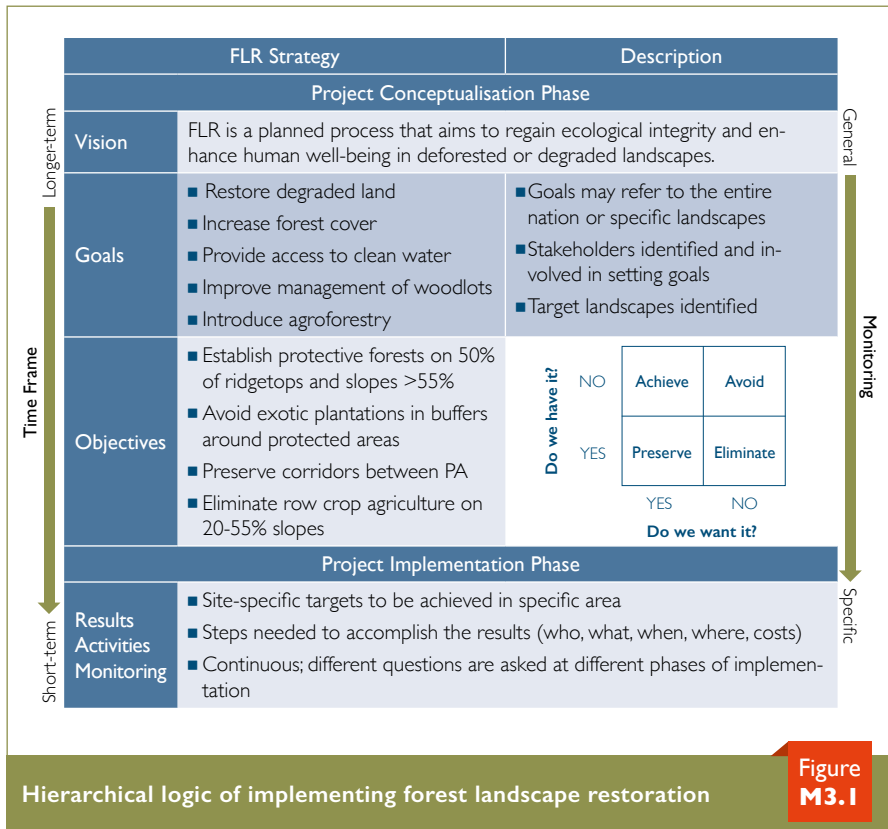 FLR Strategy
Description
Project Conceptualisation Phase
Longer-term
Time Frame
Short-term
General
Monitoring
Specific
Vision
FLR is a planned process that aims to regain ecological integrity and en-
hance human well-being in deforested or degraded landscapes.
Goals
■ Restore degraded land
■ Increase forest cover
■ Provide access to clean water
■ Improve management of woodlots
■ Introduce agroforestry
■ Goals may refer to the entire
nation or specific landscapes
■ Stakeholders identified and in-
volved in setting goals
■ Target landscapes identified
Objectives
■ Establish protective forests on 50%
of ridgetops and slopes >55%
■ Avoid exotic plantations in buffers
around protected areas
■ Preserve corridors between PA
■ Eliminate row crop agriculture on
20-55% slopes
Do we have it?
NO
Achieve
Avoid
YES
Preserve
Eliminate
YES
NO
Do we want it?
Project Implementation Phase
Results
Activities
Monitoring
■ Site-specific targets to be achieved in specific area
■ Steps needed to accomplish the results (who, what, when, where, costs)
■ Continuous; different questions are asked at different phases of implemen-
tation
Hierarchical logic of implementing forest landscape restoration
Figure
M3.1